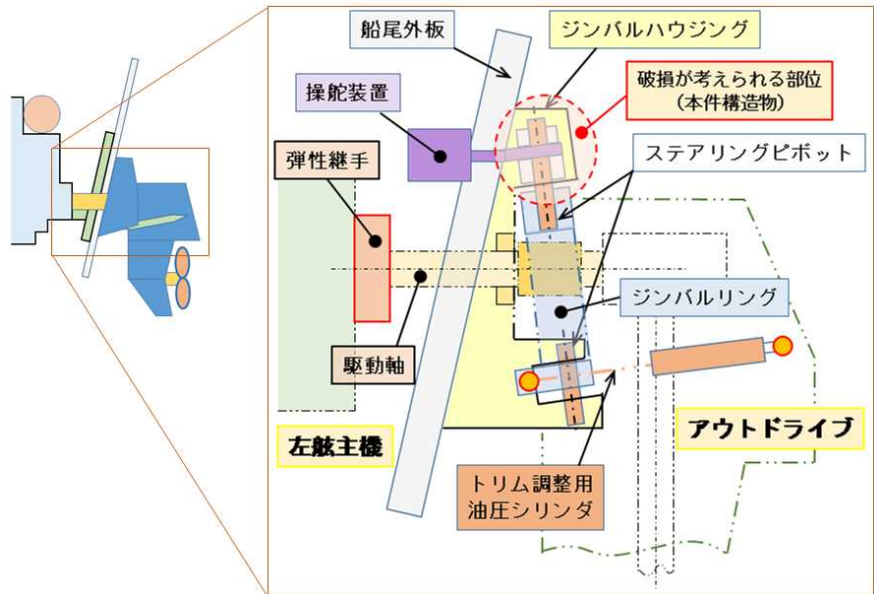 船尾外板
ジンバルハウジング
操舵装置
破損が考えられる部位
(本件構造物)
弾性継手
ステアリングピボット
ジンバルリング
駆動軸
左舷主機
アウトドライブ
トリム調整用
油圧シリンダ